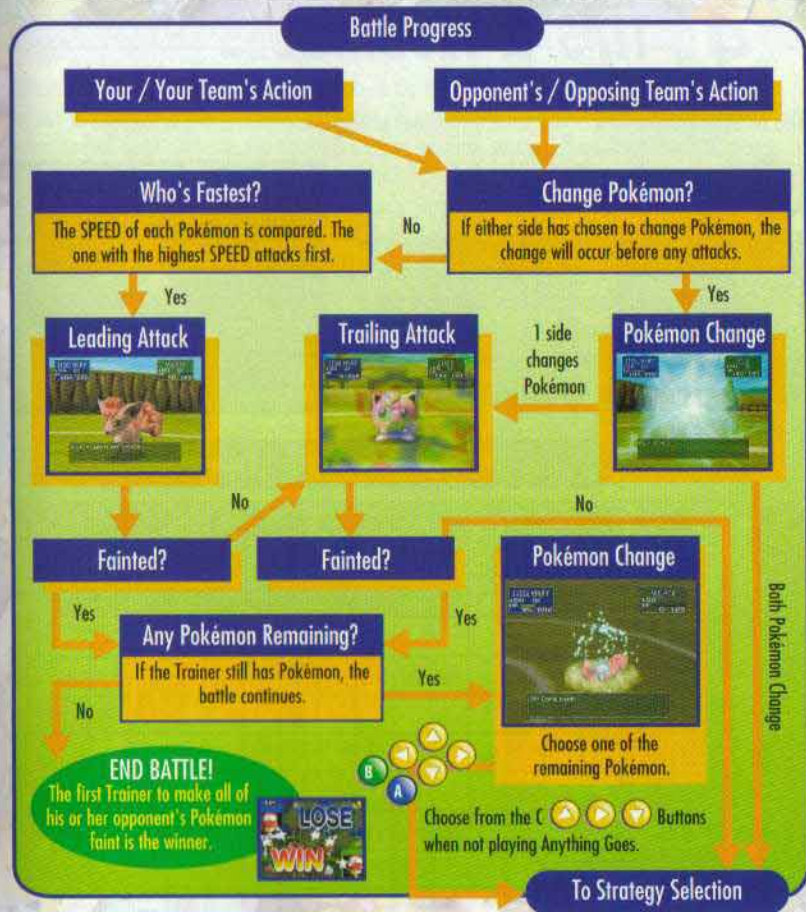 Battle Progress
Your / Your Team's Action
Opponent's / Opposing Team's Action
Who's Fastest?
The SPEED of each Pokémon is compared. The
one with the highest SPEED attacks first.
No
Change Pokémon?
If either side has chosen to change Pokémon, the
change will occur before any attacks.
Yes
Yes
Leading Attack
Trailing Attack
1 side
changes
Pokémon
Pokémon Change
No
No
Fainted?
Fainted?
Pokémon Change
Yes
Yes
Any Pokémon Remaining?
If the Trainer still has Pokémon, the
battle continues.
Yes
No
Both Pokémon Change
Choose one of the
remaining Pokémon.
END BATTLE!
The first Trainer to make all of
his or her opponent's Pokémon
faint is the winner.
LOSE
WIN
B
A
Choose from the C Buttons
when not playing Anything Goes.
To Strategy Selection